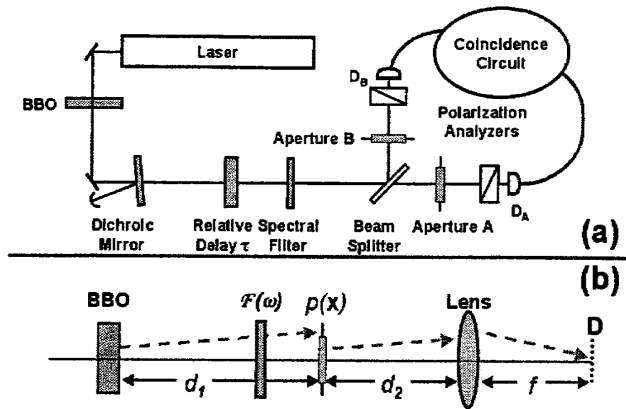 Laser
Coincidence
Circuit
D_B
BBO
Polarization
Analyzers
Aperture B
Dichroic
Mirror
Relative
Delay τ
Spectral
Filter
Beam
Splitter
Aperture A
D_A
(a)
(b)
BBO
F(ω)
p(x)
Lens
D
d_1
d_2
f